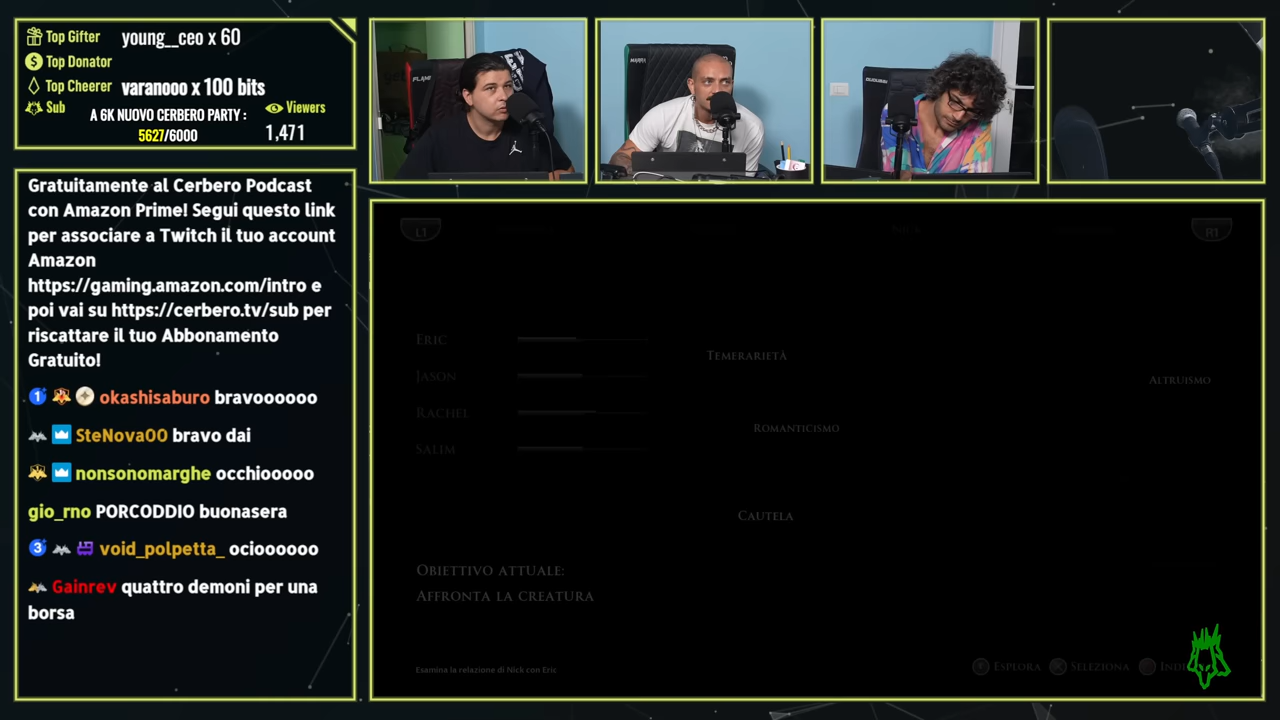 Top Gifter young__ceo x 60
Top Donator
Top Cheerer varanooo x 100 bits
Sub A 6K NUOVO CERBERO PARTY : Viewers
5627/6000 1,471
Gratuitamente al Cerbero Podcast
con Amazon Prime! Segui questo link
per associare a Twitch il tuo account
Amazon
https://gaming.amazon.com/intro e
poi vai su https://cerbero.tv/sub per
riscattare il tuo Abbonamento
Gratuito!
1 okashisaburo bravoooooo
SteNova00 bravo dai
nonsonomarghe occhiooooo
gio_rno PORCODDIO buonasera
3 void_polpetta_ ocioooooo
Gainrev quattro demoni per una
borsa
L1 R1
Eric
Jason
Rachel
Salim
Temerarietà
Altruismo
Romanticismo
Cautela
Obiettivo attuale:
Affronta la creatura
Esamina la relazione di Nick con Eric
Esplora Seleziona